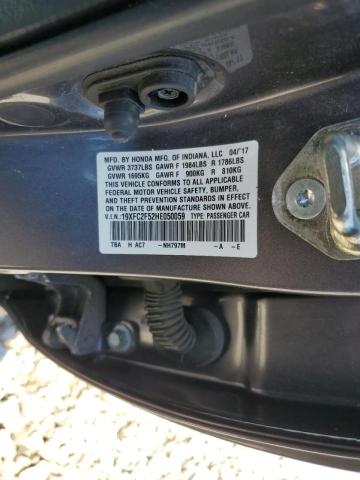 MFD. BY HONDA MFG. OF INDIANA, LLC 04/17
GVWR 3737LBS GAWR F 1984LBS R 1786LBS
GVWR 1695KG GAWR F 900KG R 810KG
THIS VEHICLE CONFORMS TO ALL APPLICABLE
FEDERAL MOTOR VEHICLE SAFETY, BUMPER,
AND THEFT PREVENTION STANDARDS IN EFFECT
ON THE DATE OF MANUFACTURE SHOWN ABOVE.
V.I.N.: 19XFC2F52HE050059 TYPE: PASSENGER CAR
TBA H AC7 -NH797M -A -E